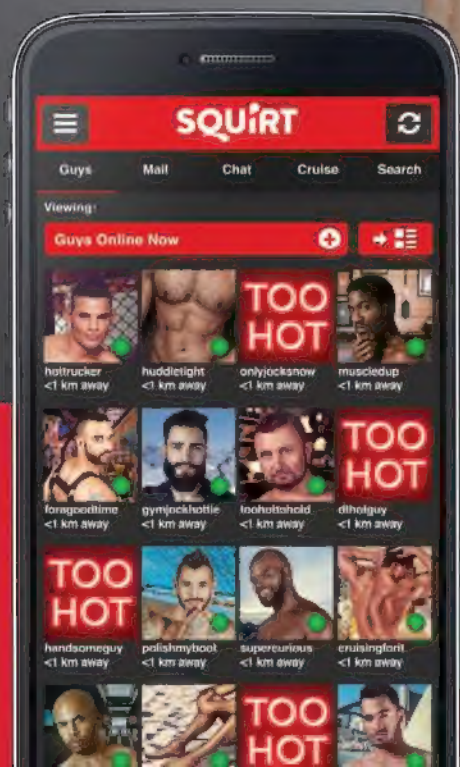 SQUiRT
Guys Mail Chat Cruise Search
Viewing:
Guys Online Now
TOO HOT
hottrucker huddletight onlyjocksnow muscledup
<1 km away <1 km away <1 km away <1 km away
TOO HOT
foragoodtime gymjockhottie toohottohold
<1 km away <1 km away <1 km away <1 km away
TOO HOT
handsomeguy polishmyboot supercurious cruisingforit
<1 km away <1 km away <1 km away <1 km away
TOO HOT